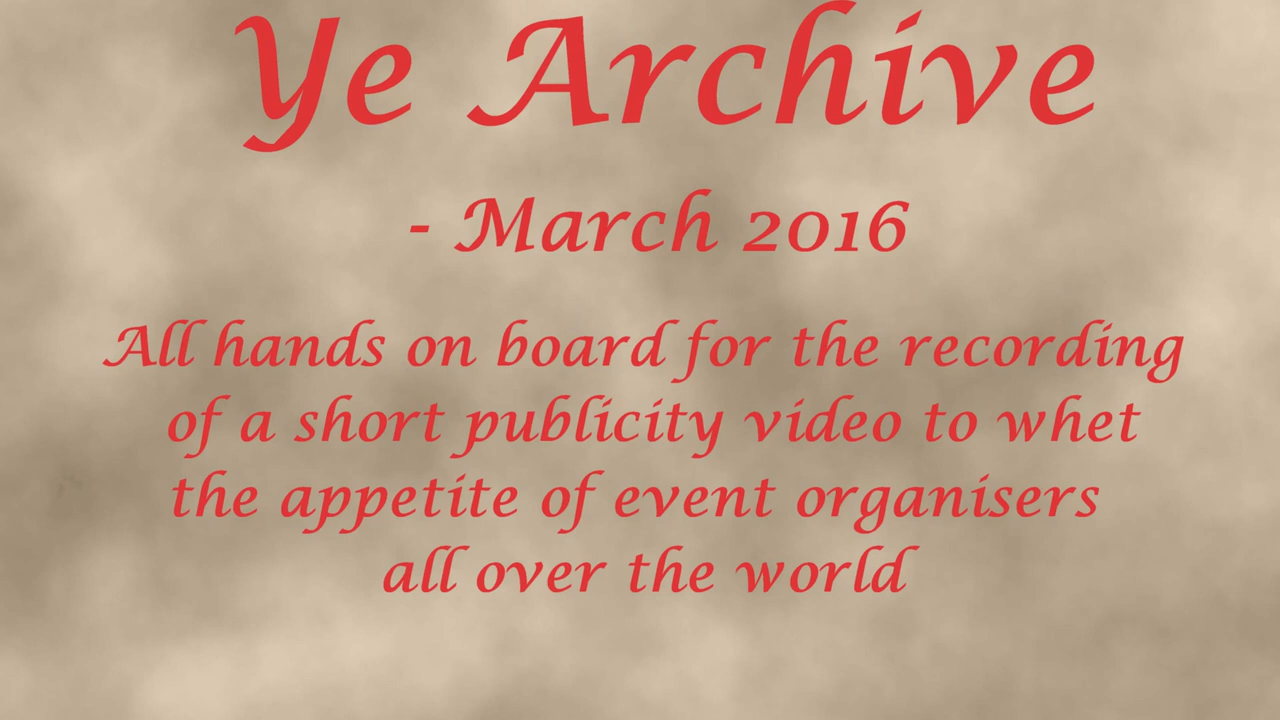 Ye Archive
- March 2016
All hands on board for the recording
of a short publicity video to whet
the appetite of event organisers
all over the world